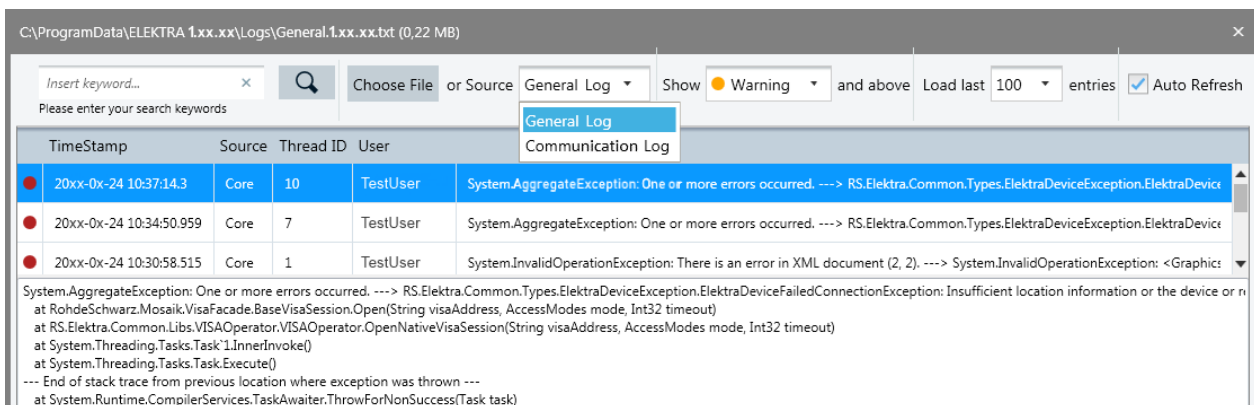 C:\ProgramData\ELEKTRA 1.xx.xx\Logs\General.1.xx.xx.txt (0,22 MB)
Insert keyword... Choose File or Source General Log Show Warning and above Load last 100 entries Auto Refresh
Please enter your search keywords
General Log
Communication Log
TimeStamp Source Thread ID User
20xx-0x-24 10:37:14.3 Core 10 TestUser System.AggregateException: One or more errors occurred. ---> RS.Elektra.Common.Types.ElektraDeviceException.ElektraDevice
20xx-0x-24 10:34:50.959 Core 7 TestUser System.AggregateException: One or more errors occurred. ---> RS.Elektra.Common.Types.ElektraDeviceException.ElektraDevice
20xx-0x-24 10:30:58.515 Core 1 TestUser System.InvalidOperationException: There is an error in XML document (2, 2). ---> System.InvalidOperationException: <Graphics
System.AggregateException: One or more errors occurred. ---> RS.Elektra.Common.Types.ElektraDeviceException.ElektraDeviceFailedConnectionException: Insufficient location information or the device or
at RohdeSchwarz.Mosaik.VisaFacade.BaseVisaSession.Open(String visaAddress, AccessModes mode, Int32 timeout)
at RS.Elektra.Common.Libs.VISAOperator.VISAOperator.OpenNativeVisaSession(String visaAddress, AccessModes mode, Int32 timeout)
at System.Threading.Tasks.Task`1.InnerInvoke()
at System.Threading.Tasks.Task.Execute()
--- End of stack trace from previous location where exception was thrown ---
at System.Runtime.CompilerServices.TaskAwaiter.ThrowForNonSuccess(Task task)